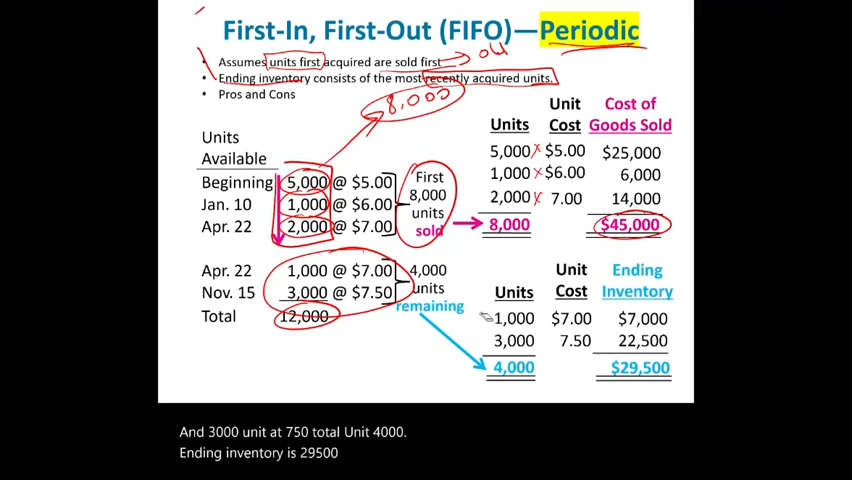 First-In, First-Out (FIFO)—Periodic
• Assumes units first acquired are sold first → old
• Ending inventory consists of the most recently acquired units.
• Pros and Cons
8,000
Units
Available
Beginning 5,000 @ $5.00
Jan. 10 1,000 @ $6.00
Apr. 22 2,000 @ $7.00
First
8,000
units
sold
Apr. 22 1,000 @ $7.00
Nov. 15 3,000 @ $7.50
Total 12,000
4,000
units
remaining
Units Unit Cost Cost of Goods Sold
5,000 x $5.00 $25,000
1,000 x $6.00 6,000
2,000 x 7.00 14,000
8,000 $45,000
Units Unit Cost Ending Inventory
1,000 $7.00 $7,000
3,000 7.50 22,500
4,000 $29,500
And 3000 unit at 750 total Unit 4000.
Ending inventory is 29500